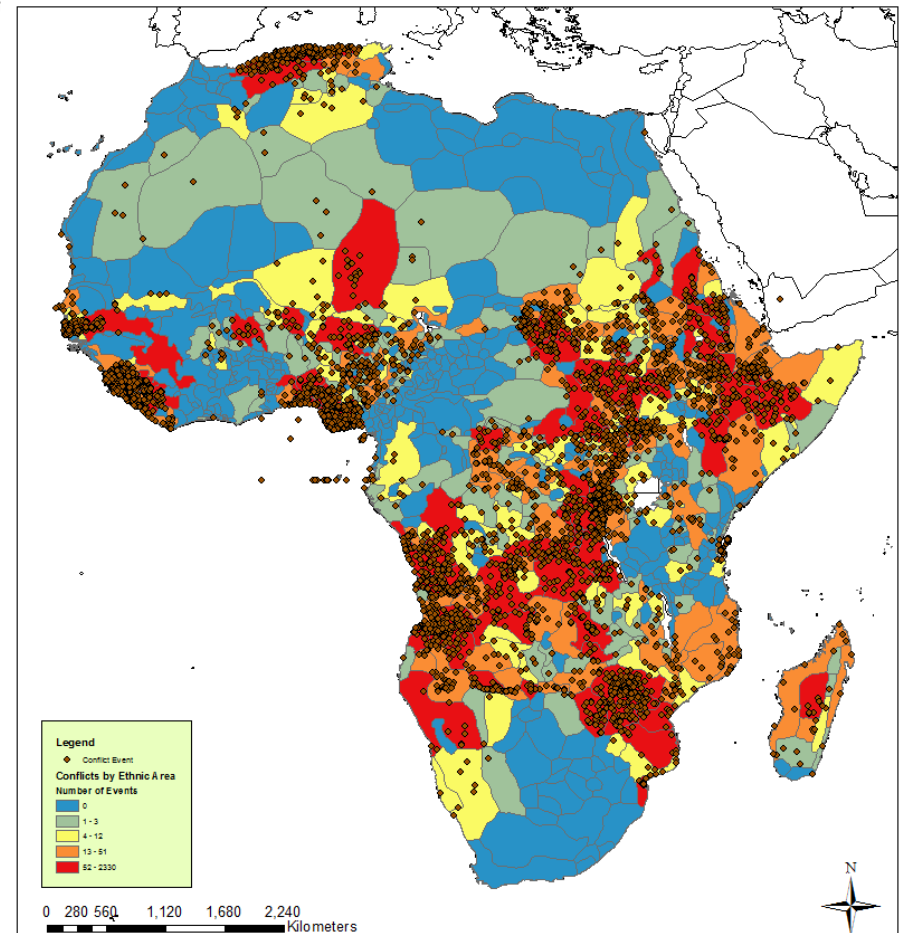 Legend
Conflict Event
Conflicts by Ethnic Area
Number of Events
0
1 - 3
4 - 12
13 - 51
52 - 2330
N
0 280 560 1,120 1,680 2,240
Kilometers